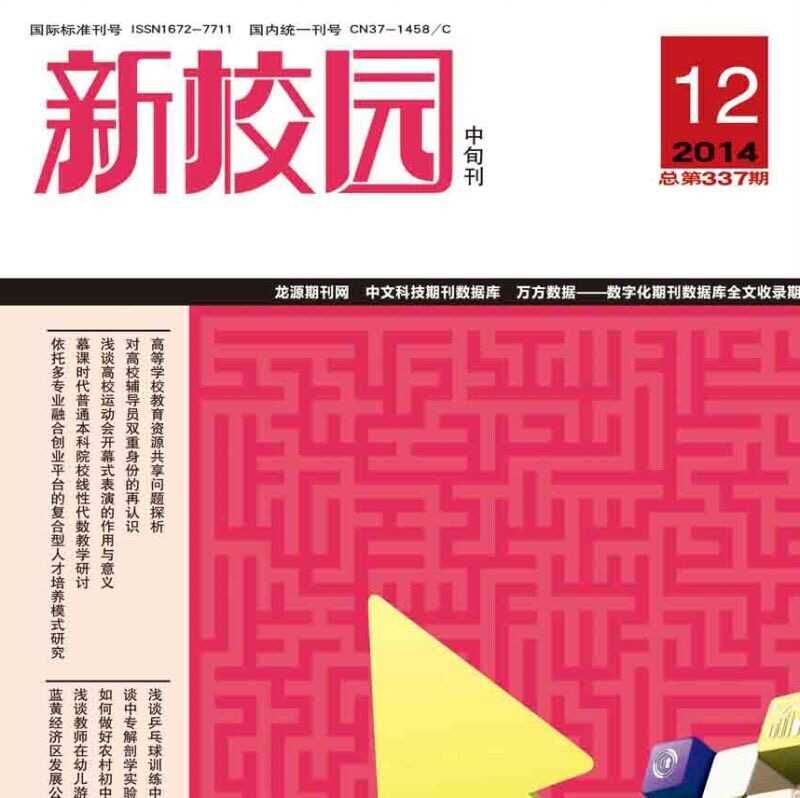 国际标准刊号 ISSN1672-7711 国内统一刊号 CN37-1458/C
新校园
中旬刊
12
2014
总第337期
龙源期刊网 中文科技期刊数据库 万方数据——数字化期刊数据库全文收录期
高等学校教育资源共享问题探析
对高校辅导员双重身份的再认识
浅谈高校运动会开幕式表演的作用与意义
慕课时代普通本科院校线性代数教学研讨
依托多专业融合创业平台的复合型人才培养模式研究
浅谈乒乓球训练中
谈中专解剖学实验
如何做好农村初中
浅谈教师在幼儿游
蓝黄经济区发展公